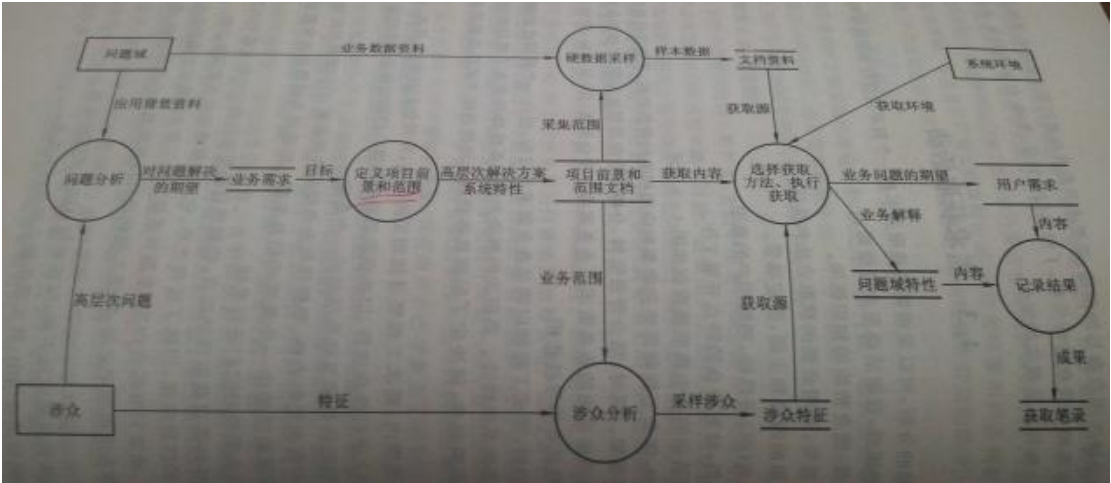 问题域
业务数据资料
硬数据采样
样本数据
文档资料
系统环境
应用背景资料
获取源
获取环境
采集范围
问题分析
对问题解决
的期望
业务需求
目标
定义项目前
景和范围
高层次解决方案
系统特性
项目前景和
范围文档
获取内容
选择获取
方法、执行
获取
业务问题的期望
用户需求
业务解释
内容
高层次问题
业务范围
获取源
问题域特性
内容
记录结果
成果
涉众
特征
涉众分析
采样涉众
涉众特征
获取笔录